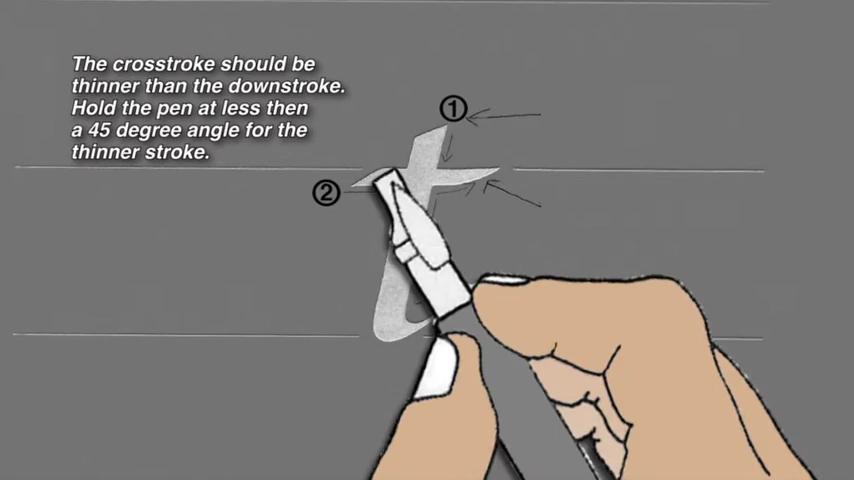 The crosstroke should be
thinner than the downstroke.
Hold the pen at less then
a 45 degree angle for the
thinner stroke.
①
②
t